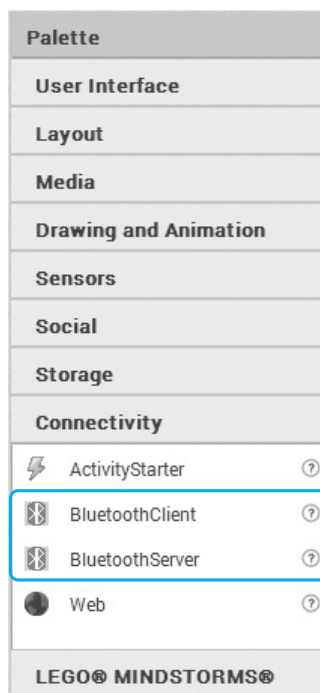 Palette
User Interface
Layout
Media
Drawing and Animation
Sensors
Social
Storage
Connectivity
ActivityStarter ?
BluetoothClient ?
BluetoothServer ?
Web ?
LEGO® MINDSTORMS®